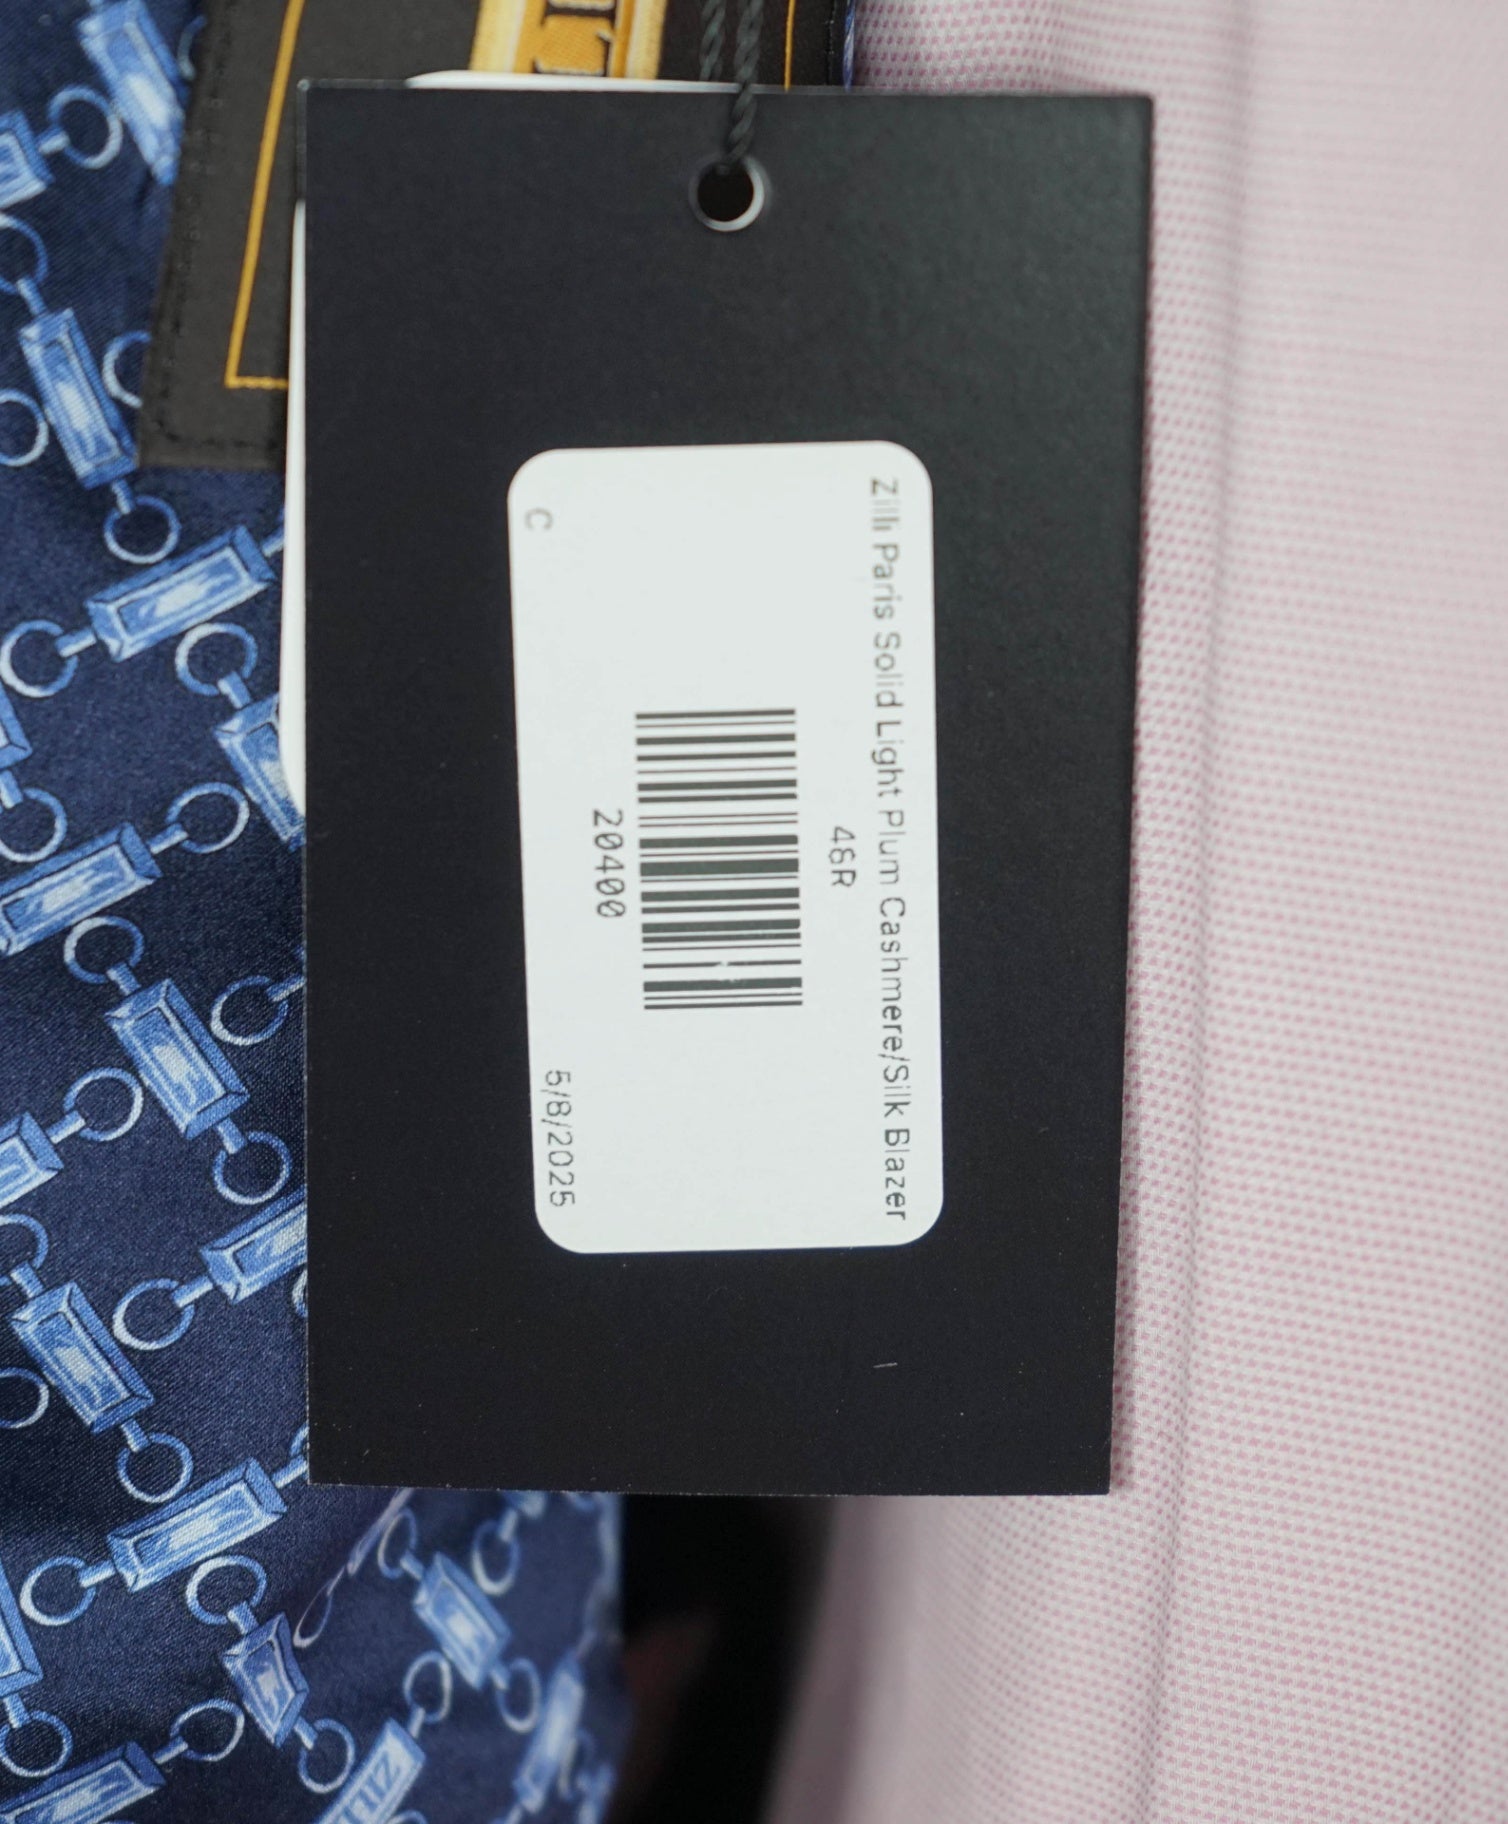 Zilli Paris Solid Light Plum Cashmere/Silk Blazer
46R
20400
C
5/8/2025